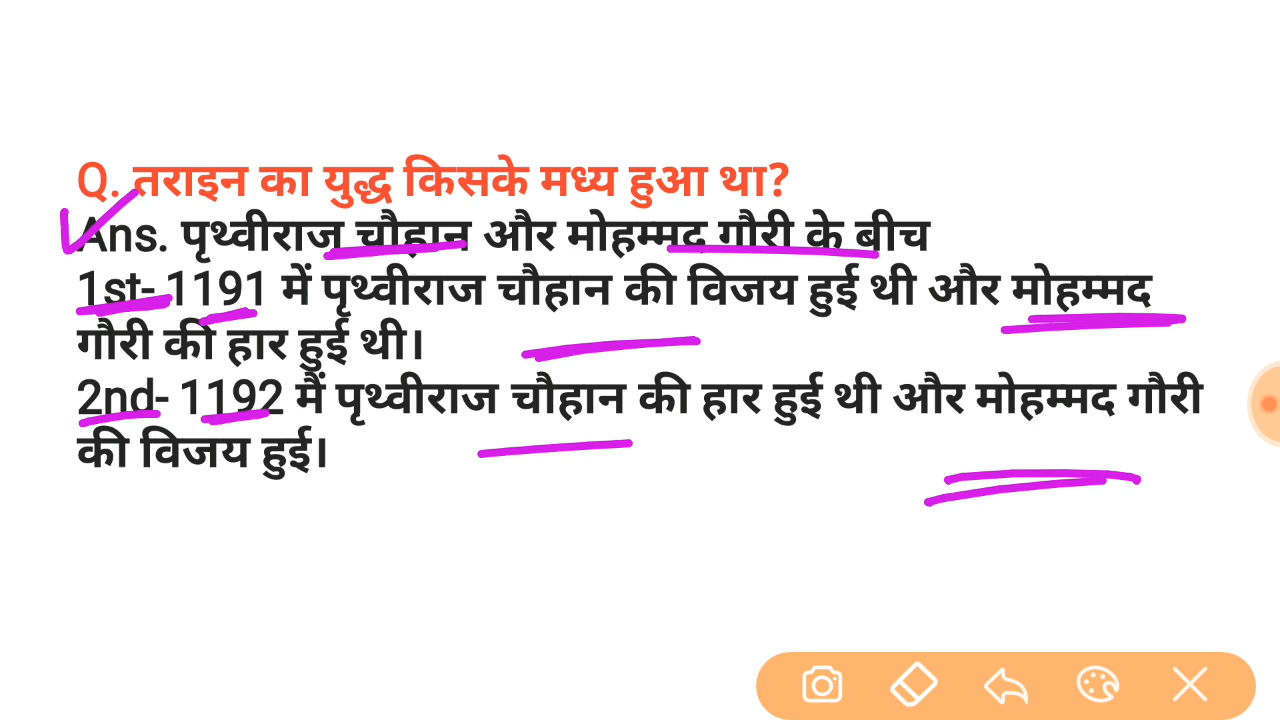 Q. तराइन का युद्ध किसके मध्य हुआ था?
Ans. पृथ्वीराज चौहान और मोहम्मद गौरी के बीच
1st- 1191 में पृथ्वीराज चौहान की विजय हुई थी और मोहम्मद
गौरी की हार हुई थी।
2nd- 1192 मैं पृथ्वीराज चौहान की हार हुई थी और मोहम्मद गौरी
की विजय हुई।